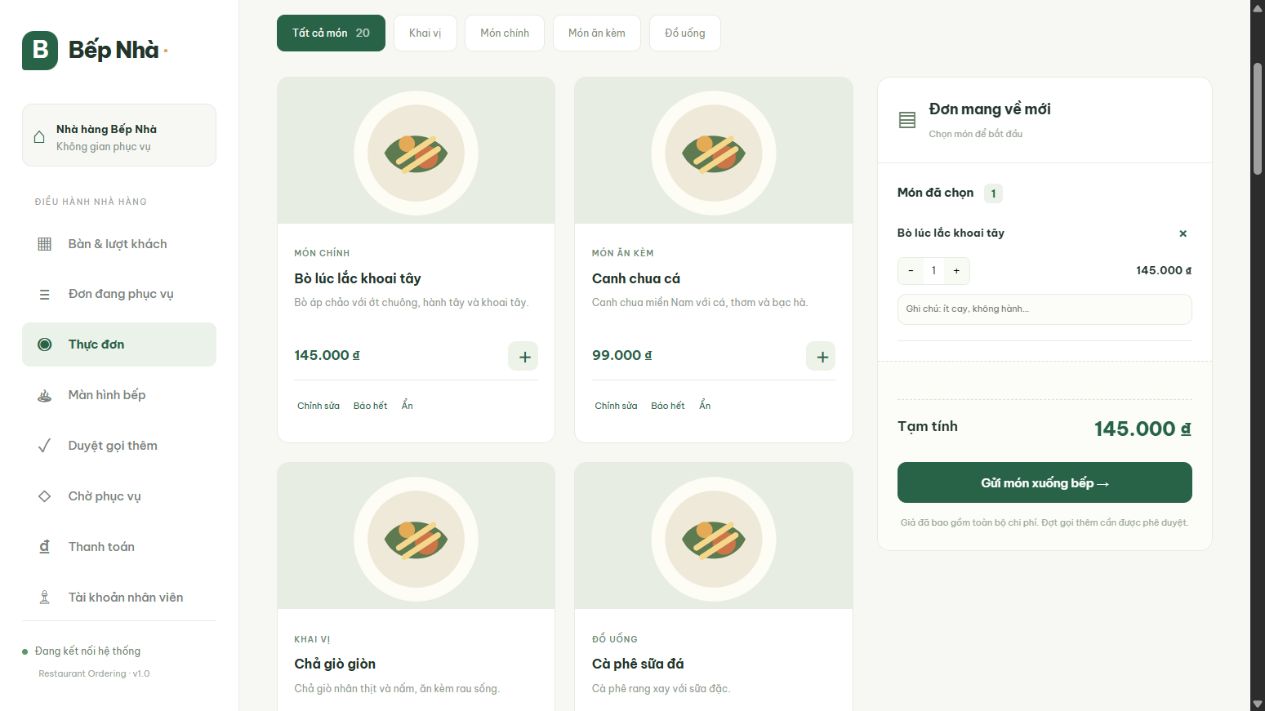 B Bếp Nhà
Nhà hàng Bếp Nhà
Không gian phục vụ
ĐIỀU HÀNH NHÀ HÀNG
Bàn & lượt khách
Đơn đang phục vụ
Thực đơn
Màn hình bếp
Duyệt gọi thêm
Chờ phục vụ
đ Thanh toán
Tài khoản nhân viên
Đang kết nối hệ thống
Restaurant Ordering · v1.0
Tất cả món 20
Khai vị
Món chính
Món ăn kèm
Đồ uống
MÓN CHÍNH
Bò lúc lắc khoai tây
Bò áp chảo với ớt chuông, hành tây và khoai tây.
145.000 ₫
+
Chỉnh sửa Báo hết Ẩn
MÓN ĂN KÈM
Canh chua cá
Canh chua miền Nam với cá, thơm và bạc hà.
99.000 ₫
+
Chỉnh sửa Báo hết Ẩn
KHAI VỊ
Chả giò giòn
Chả giò nhân thịt và nấm, ăn kèm rau sống.
ĐỒ UỐNG
Cà phê sữa đá
Cà phê rang xay với sữa đặc.
Đơn mang về mới
Chọn món để bắt đầu
Món đã chọn 1
Bò lúc lắc khoai tây ×
− 1 + 145.000 ₫
Ghi chú: ít cay, không hành...
Tạm tính 145.000 ₫
Gửi món xuống bếp →
Giá đã bao gồm toàn bộ chi phí. Đợt gọi thêm cần được phê duyệt.